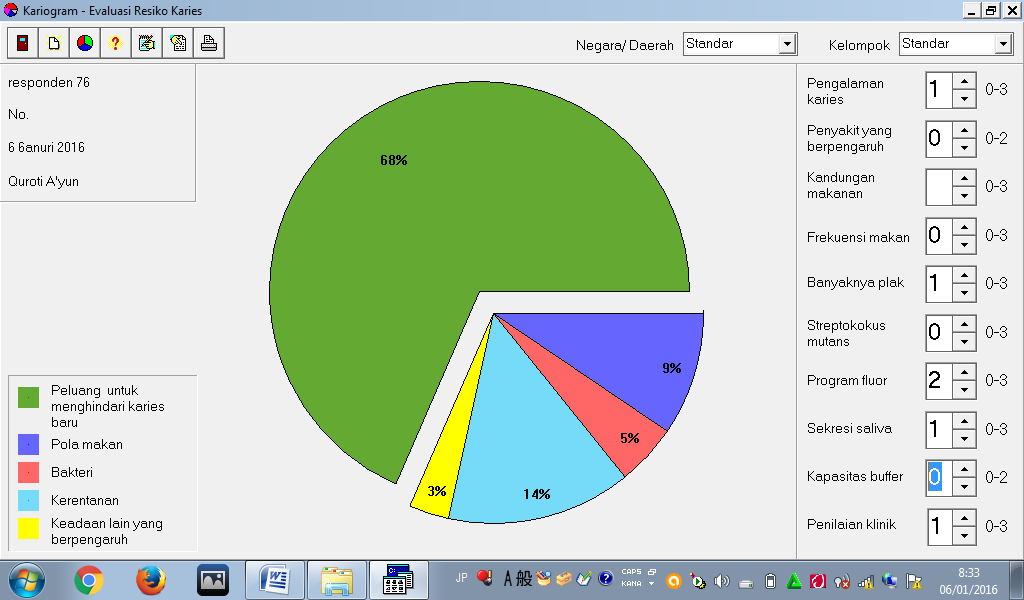 Kariogram - Evaluasi Resiko Karies
?
Negara/ Daerah
Standar
Kelompok
Standar
responden 76
No.
6 6anuri 2016
Quroti A'yun
68%
9%
5%
14%
3%
Peluang untuk
menghindari karies
baru
Pola makan
Bakteri
Kerentanan
Keadaan lain yang
berpengaruh
Pengalaman
karies
1
0-3
Penyakit yang
berpengaruh
0
0-2
Kandungan
makanan
0-3
Frekuensi makan
0
0-3
Banyaknya plak
1
0-3
Streptokokus
mutans
0
0-3
Program fluor
2
0-3
Sekresi saliva
1
0-3
Kapasitas buffer
0
0-2
Penilaian klinik
1
0-3
JP
A 般
CAPS
KANA
8:33
06/01/2016